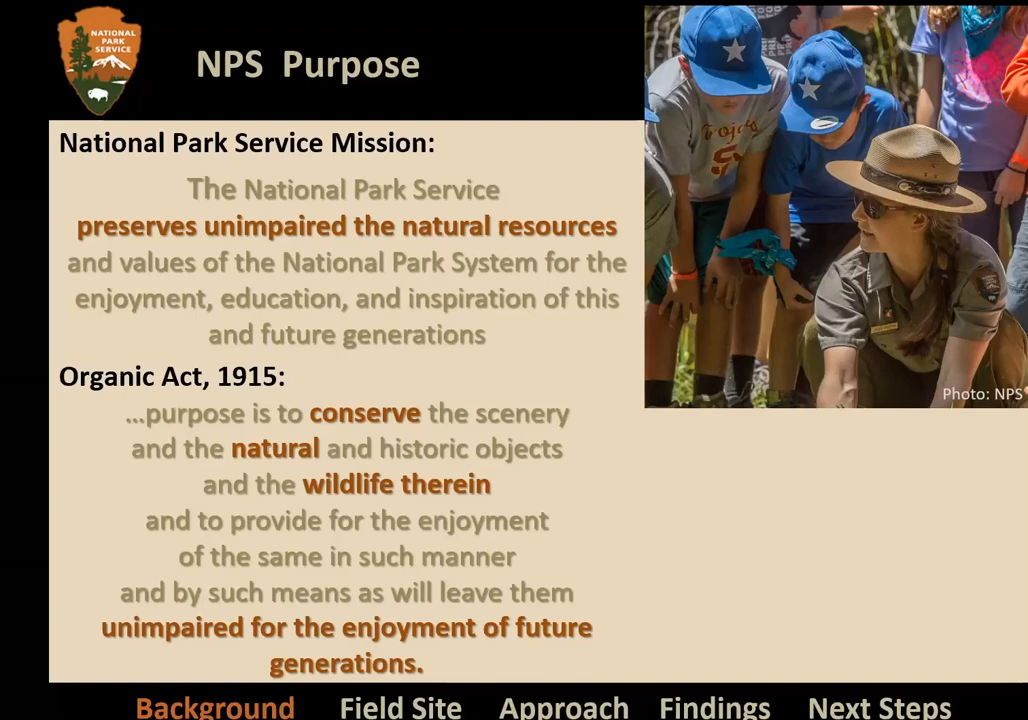 NATIONAL
PARK
SERVICE
NPS Purpose
National Park Service Mission:
The National Park Service
preserves unimpaired the natural resources
and values of the National Park System for the
enjoyment, education, and inspiration of this
and future generations
Organic Act, 1915:
...purpose is to conserve the scenery
and the natural and historic objects
and the wildlife therein
and to provide for the enjoyment
of the same in such manner
and by such means as will leave them
unimpaired for the enjoyment of future
generations.
Trojans
Photo: NPS
Background Field Site Approach Findings Next Steps